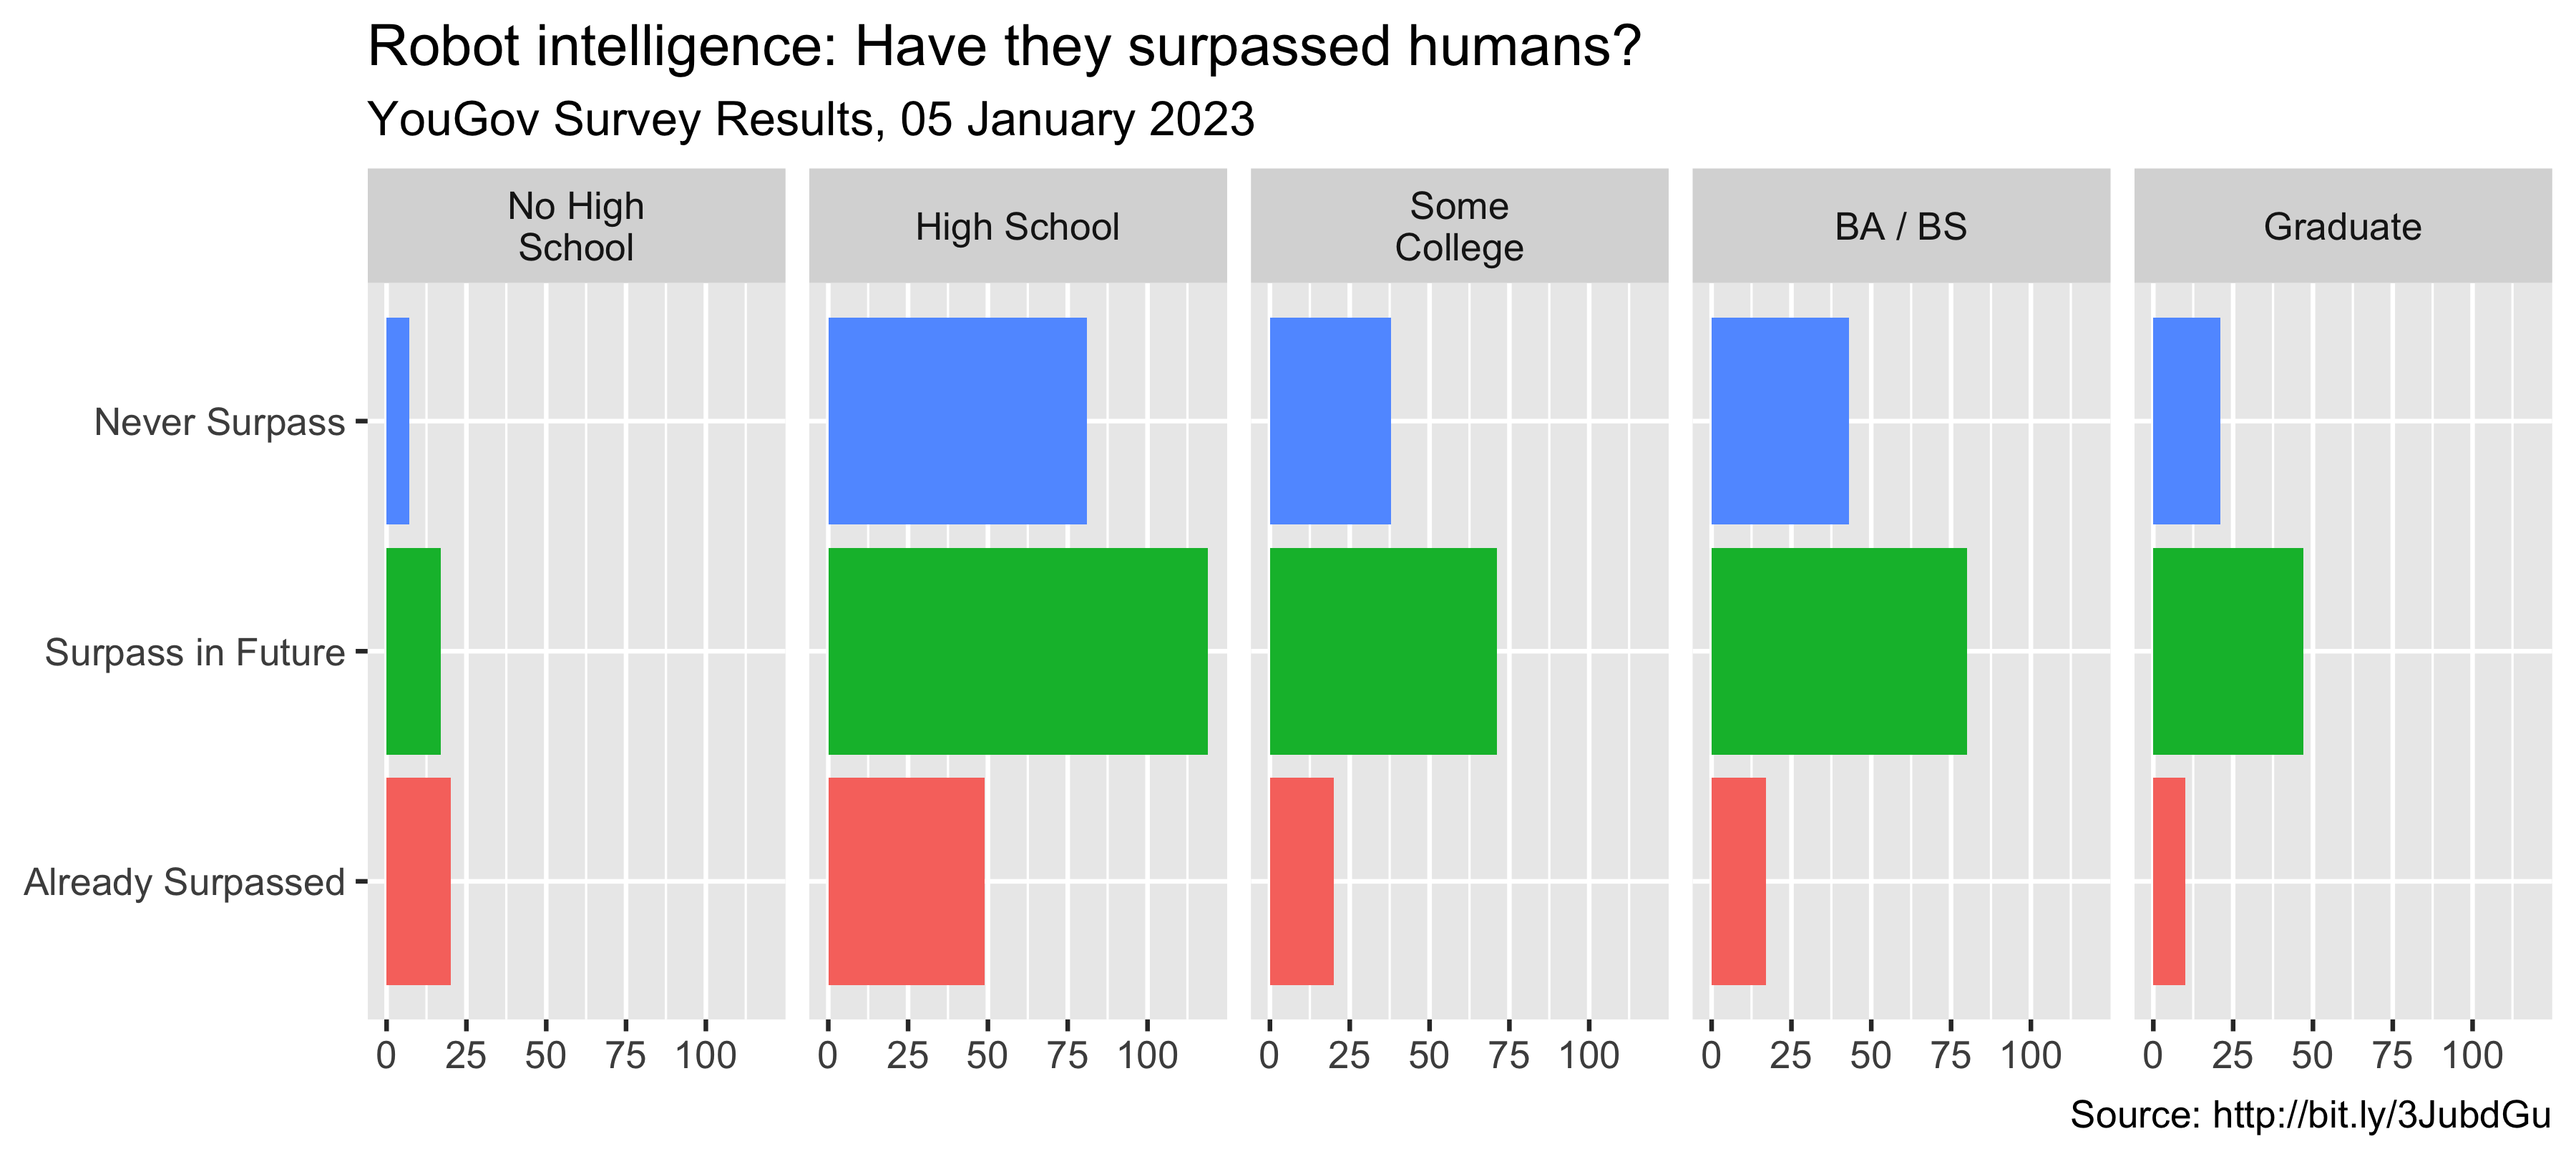 Robot intelligence: Have they surpassed humans?
YouGov Survey Results, 05 January 2023
No High
School
High School
Some
College
BA / BS
Graduate
Never Surpass
Surpass in Future
Already Surpassed
0 25 50 75 100
0 25 50 75 100
0 25 50 75 100
0 25 50 75 100
0 25 50 75 100
Source: http://bit.ly/3JubdGu